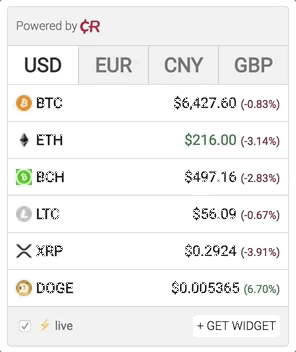 Powered by CR
USD EUR CNY GBP
BTC $6,427.60 (-0.83%)
ETH $216.00 (-3.14%)
BCH $497.16 (-2.83%)
LTC $56.09 (-0.67%)
XRP $0.2924 (-3.91%)
DOGE $0.005365 (6.70%)
live + GET WIDGET